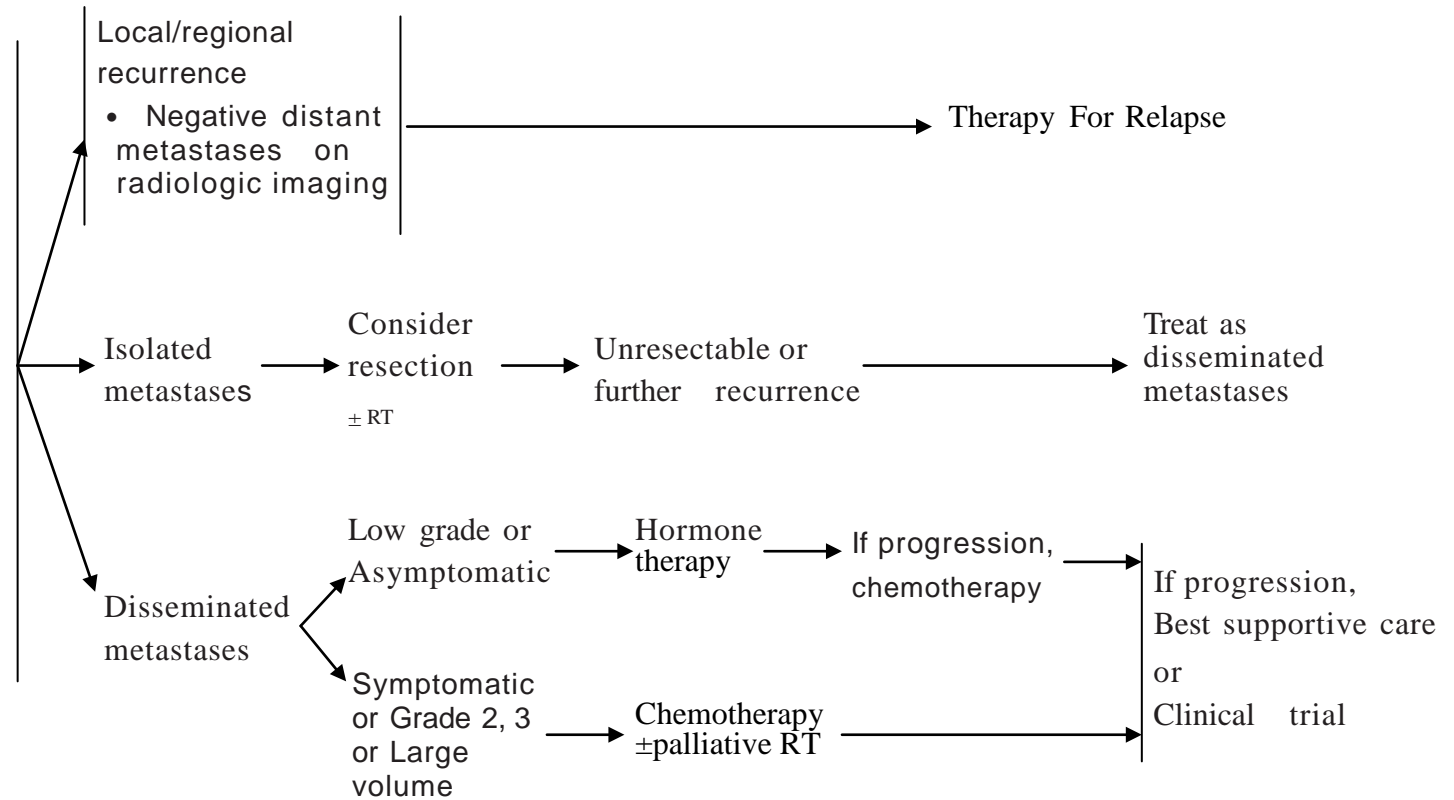 Local/regional
recurrence
• Negative distant
metastases on
radiologic imaging
Therapy For Relapse
Isolated
metastases
Consider
resection
± RT
Unresectable or
further recurrence
Treat as
disseminated
metastases
Disseminated
metastases
Low grade or
Asymptomatic
Hormone
therapy
If progression,
chemotherapy
Symptomatic
or Grade 2, 3
or Large
volume
Chemotherapy
±palliative RT
If progression,
Best supportive care
or
Clinical trial